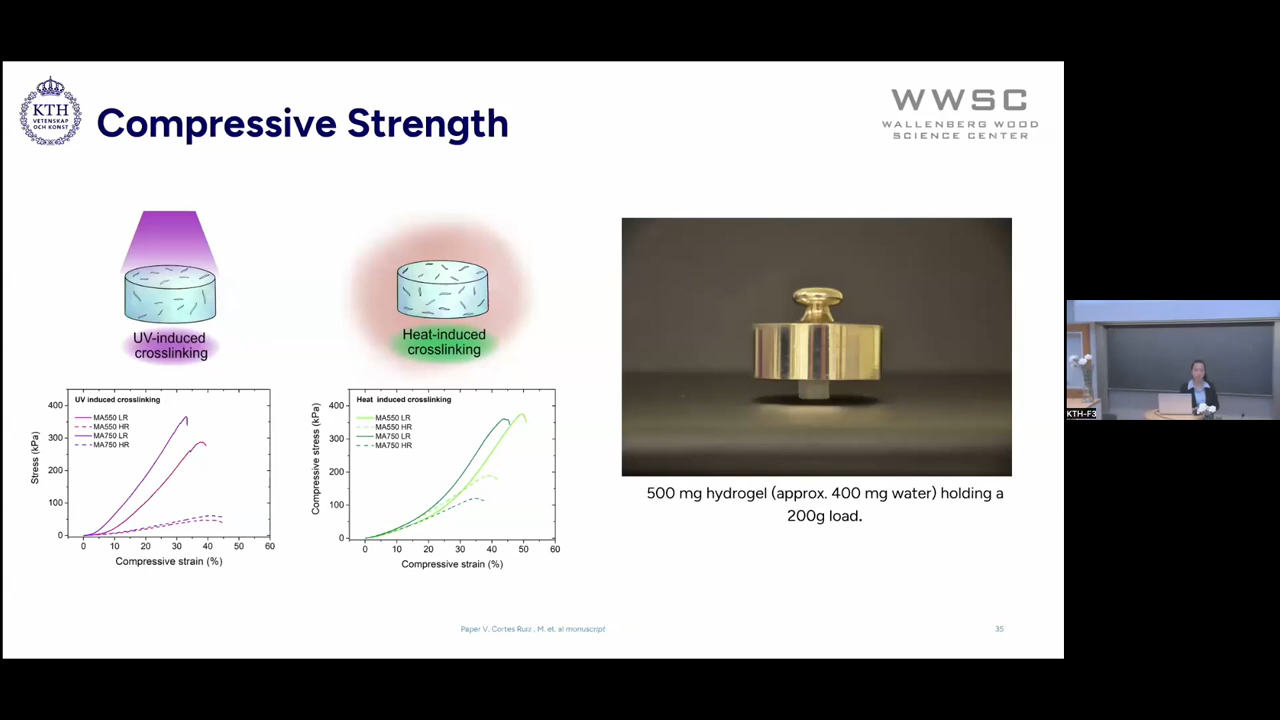 KTH
VETENSKAP
OCH KONST
Compressive Strength
WWSC
WALLENBERG WOOD
SCIENCE CENTER
UV-induced
crosslinking
Heat-induced
crosslinking
UV induced crosslinking
MA550 LR
MA550 HR
MA750 LR
MA750 HR
Stress (kPa)
400
300
200
100
0
0 10 20 30 40 50 60
Compressive strain (%)
Heat induced crosslinking
MA550 LR
MA550 HR
MA750 LR
MA750 HR
Compressive stress (kPa)
400
300
200
100
0
0 10 20 30 40 50 60
Compressive strain (%)
500 mg hydrogel (approx. 400 mg water) holding a
200g load.
Paper V. Cortes Ruiz , M. et. al manuscript
35
KTH-F3